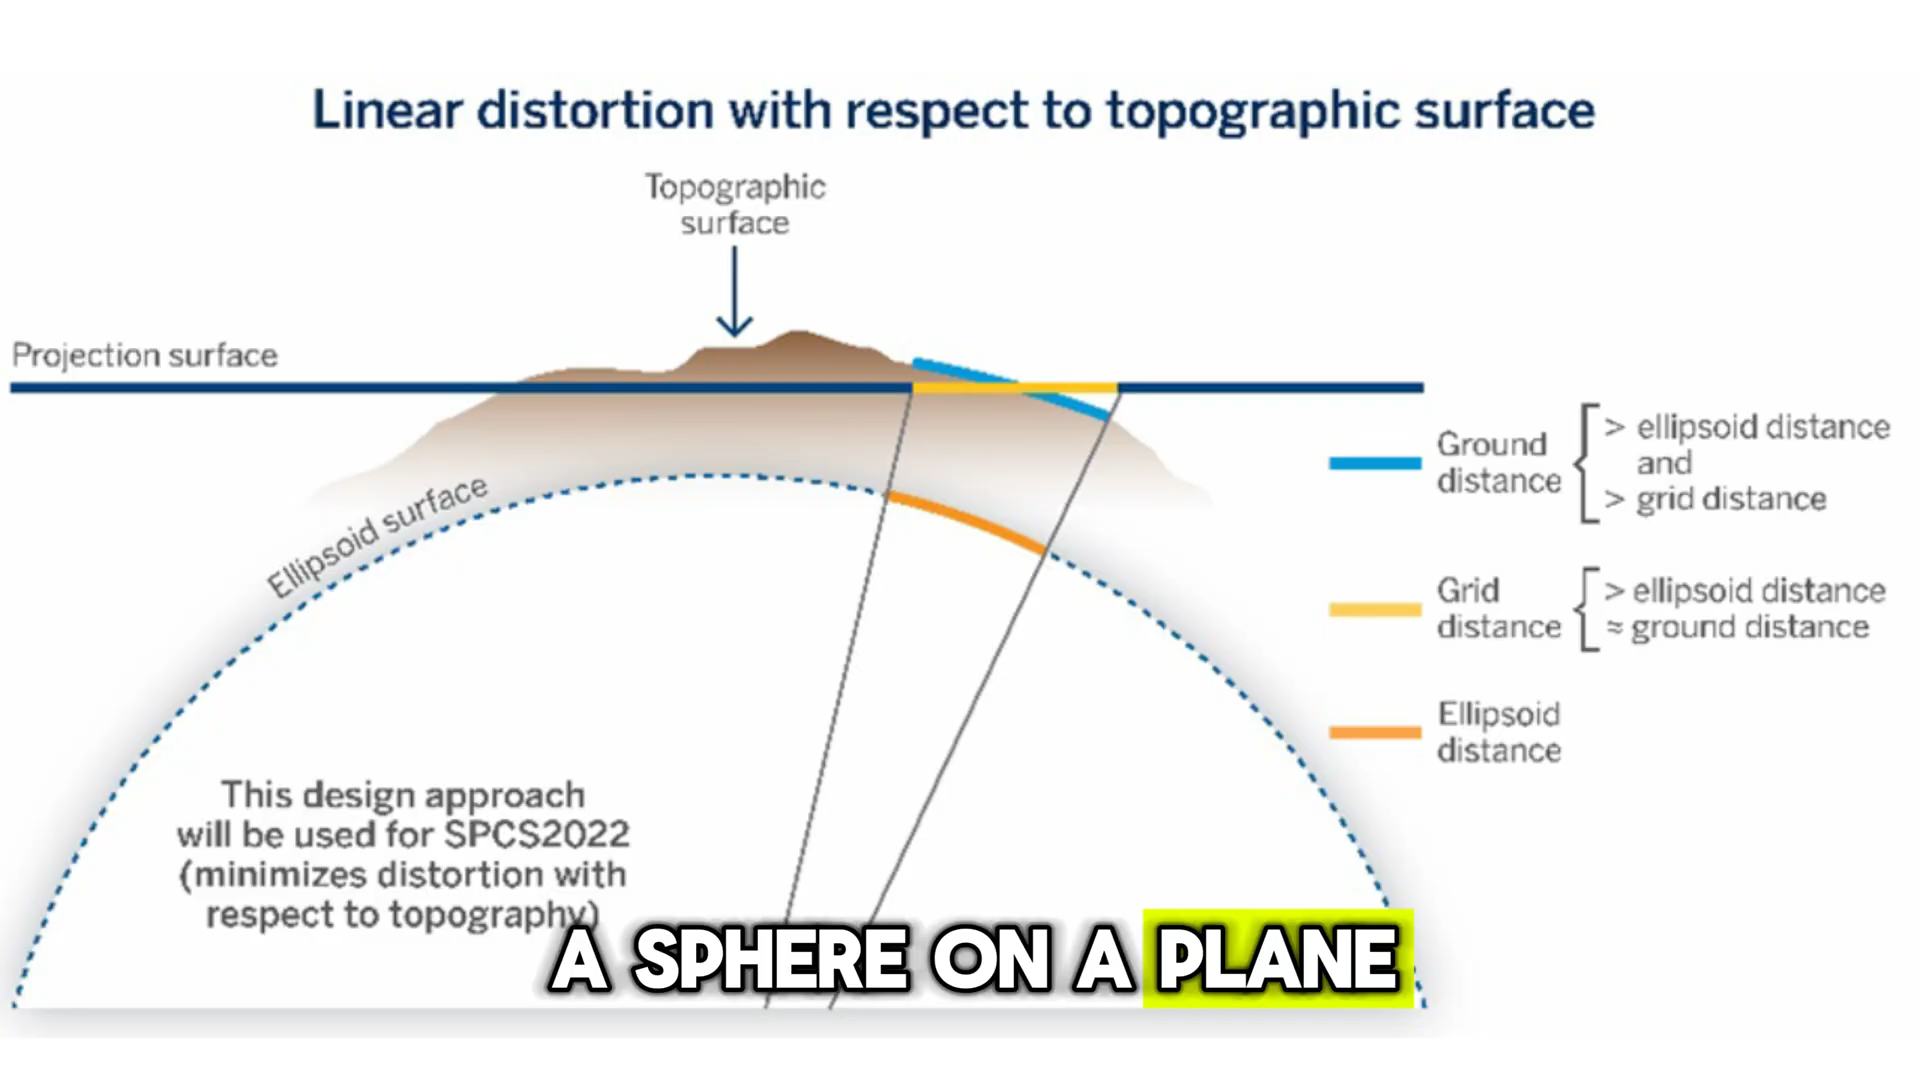 Linear distortion with respect to topographic surface
Topographic
surface
Projection surface
Ellipsoid surface
Ground
distance
> ellipsoid distance
and
> grid distance
Grid
distance
> ellipsoid distance
≈ ground distance
Ellipsoid
distance
This design approach
will be used for SPCS2022
(minimizes distortion with
respect to topography)
A SPHERE ON A PLANE